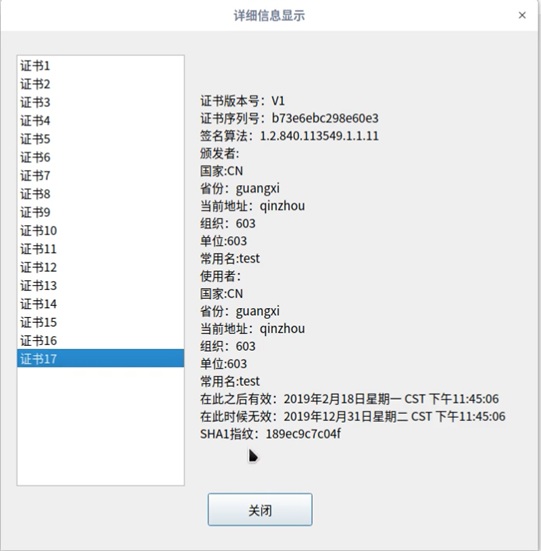 详细信息显示
证书1
证书2
证书3
证书4
证书5
证书6
证书7
证书8
证书9
证书10
证书11
证书12
证书13
证书14
证书15
证书16
证书17
证书版本号：V1
证书序列号：b73e6ebc298e60e3
签名算法：1.2.840.113549.1.1.11
颁发者:
国家:CN
省份：guangxi
当前地址：qinzhou
组织：603
单位:603
常用名:test
使用者：
国家:CN
省份：guangxi
当前地址：qinzhou
组织：603
单位:603
常用名:test
在此之后有效：2019年2月18日星期一 CST 下午11:45:06
在此时候无效：2019年12月31日星期二 CST 下午11:45:06
SHA1指纹：189ec9c7c04f
关闭